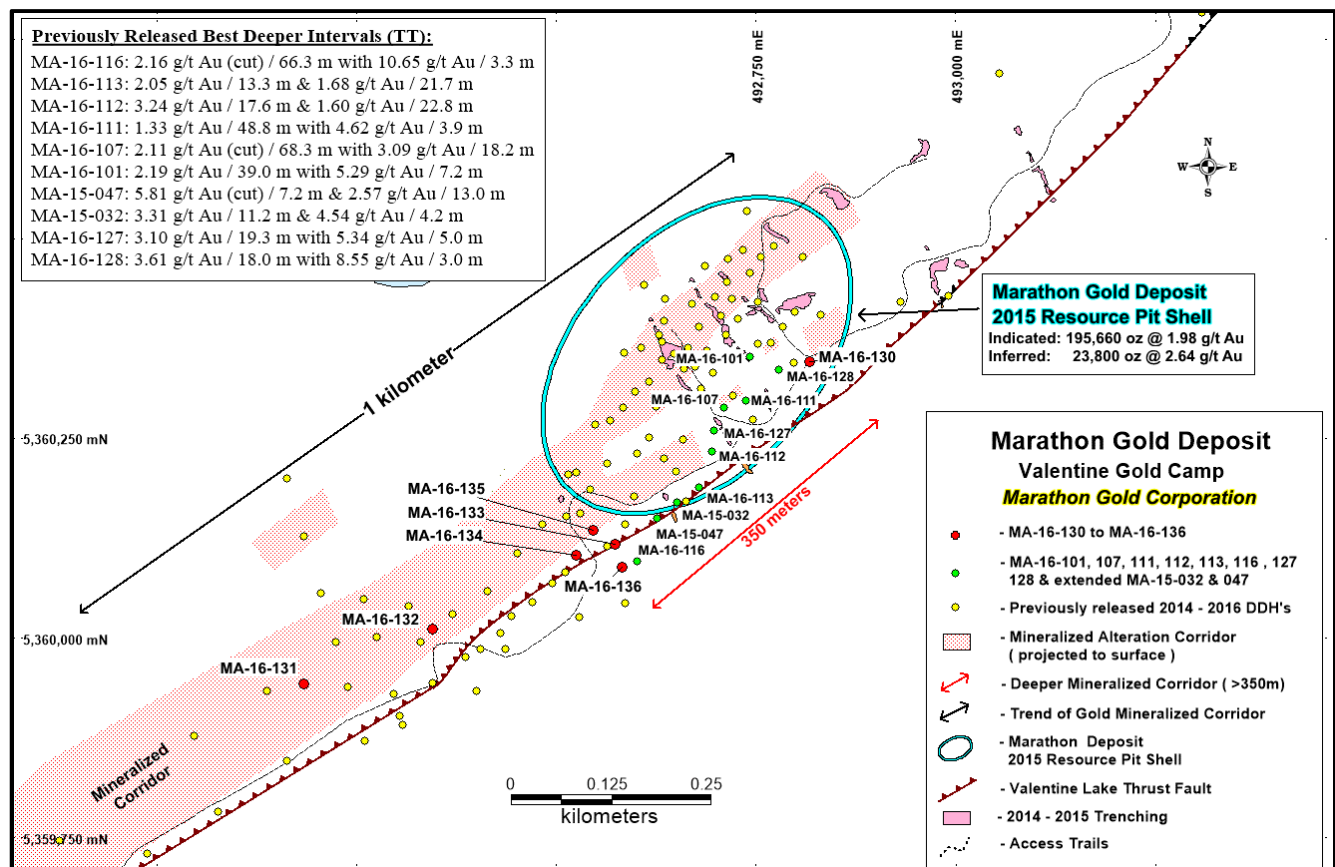 Previously Released Best Deeper Intervals (TT):
MA-16-116: 2.16 g/t Au (cut) / 66.3 m with 10.65 g/t Au / 3.3 m
MA-16-113: 2.05 g/t Au / 13.3 m & 1.68 g/t Au / 21.7 m
MA-16-112: 3.24 g/t Au / 17.6 m & 1.60 g/t Au / 22.8 m
MA-16-111: 1.33 g/t Au / 48.8 m with 4.62 g/t Au / 3.9 m
MA-16-107: 2.11 g/t Au (cut) / 68.3 m with 3.09 g/t Au / 18.2 m
MA-16-101: 2.19 g/t Au / 39.0 m with 5.29 g/t Au / 7.2 m
MA-15-047: 5.81 g/t Au (cut) / 7.2 m & 2.57 g/t Au / 13.0 m
MA-15-032: 3.31 g/t Au / 11.2 m & 4.54 g/t Au / 4.2 m
MA-16-127: 3.10 g/t Au / 19.3 m with 5.34 g/t Au / 5.0 m
MA-16-128: 3.61 g/t Au / 18.0 m with 8.55 g/t Au / 3.0 m
492,750 mE
493,000 mE
N
W E
S
Marathon Gold Deposit
2015 Resource Pit Shell
Indicated: 195,660 oz @ 1.98 g/t Au
Inferred: 23,800 oz @ 2.64 g/t Au
1 kilometer
MA-16-101
MA-16-130
MA-16-128
MA-16-107
MA-16-111
5,360,250 mN
MA-16-127
MA-16-112
MA-16-135
MA-16-133
MA-16-134
MA-16-113
MA-15-032
MA-15-047
MA-16-116
350 meters
MA-16-136
MA-16-132
5,360,000 mN
MA-16-131
Mineralized
Corridor
5,359,750 mN
0 0.125 0.25
kilometers
Marathon Gold Deposit
Valentine Gold Camp
Marathon Gold Corporation
- MA-16-130 to MA-16-136
- MA-16-101, 107, 111, 112, 113, 116 , 127
128 & extended MA-15-032 & 047
- Previously released 2014 - 2016 DDH's
- Mineralized Alteration Corridor
( projected to surface )
- Deeper Mineralized Corridor ( >350m)
- Trend of Gold Mineralized Corridor
- Marathon Deposit
2015 Resource Pit Shell
- Valentine Lake Thrust Fault
- 2014 - 2015 Trenching
- Access Trails